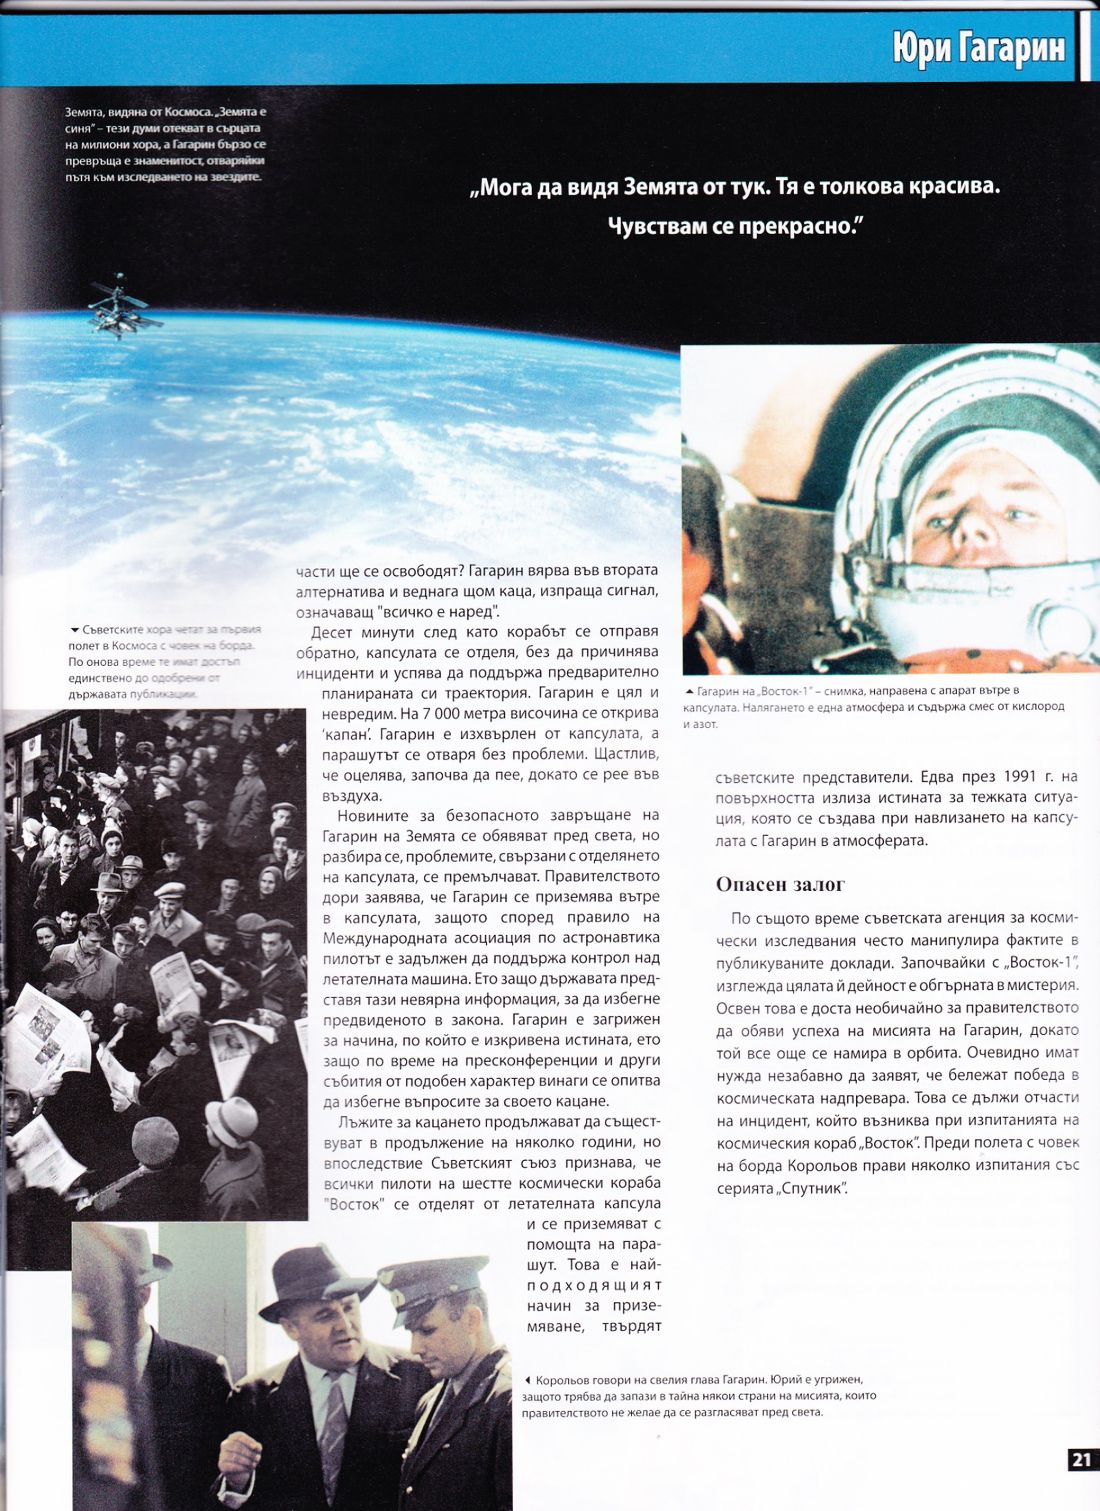 Юри Гагарин
Земята, видяна от Космоса. „Земята е
синя” – тези думи отекват в сърцата
на милиони хора, а Гагарин бързо се
превръща е знаменитост, отваряйки
пътя към изследването на звездите.
„Мога да видя Земята от тук. Тя е толкова красива.
Чувствам се прекрасно.”
части ще се освободят? Гагарин вярва във втората
алтернатива и веднага щом каца, изпраща сигнал,
означаващ "всичко е наред".
Десет минути след като корабът се отправя
обратно, капсулата се отделя, без да причинява
инциденти и успява да поддържа предварително
планираната си траектория. Гагарин е цял и
невредим. На 7 000 метра височина се открива
‘капан’. Гагарин е изхвърлен от капсулата, а
парашутът се отваря без проблеми. Щастлив,
че оцелява, започва да пее, докато се рее във
въздуха.
Новините за безопасното завръщане на
Гагарин на Земята се обявяват пред света, но
разбира се, проблемите, свързани с отделянето
на капсулата, се премълчават. Правителството
дори заявява, че Гагарин се приземява вътре
в капсулата, защото според правило на
Международната асоциация по астронавтика
пилотът е задължен да поддържа контрол над
летателната машина. Ето защо държавата пред-
ставя тази невярна информация, за да избегне
предвиденото в закона. Гагарин е загрижен
за начина, по който е изкривена истината, ето
защо по време на пресконференции и други
събития от подобен характер винаги се опитва
да избегне въпросите за своето кацане.
Лъжите за кацането продължават да същест-
вуват в продължение на няколко години, но
впоследствие Съветският съюз признава, че
всички пилоти на шестте космически кораба
"Восток" се отделят от летателната капсула
и се приземяват с
помощта на пара-
шут. Това е най-
подходящият
начин за призе-
мяване, твърдят
▼ Съветските хора четат за първия
полет в Космоса с човек на борда.
По онова време те имат достъп
единствено до одобрени от
държавата публикации.
▲ Гагарин на „Восток-1” – снимка, направена с апарат вътре в
капсулата. Налягането е една атмосфера и съдържа смес от кислород
и азот.
съветските представители. Едва през 1991 г. на
повърхността излиза истината за тежката ситуа-
ция, която се създава при навлизането на капсу-
лата с Гагарин в атмосферата.
Опасен залог
По същото време съветската агенция за косми-
чески изследвания често манипулира фактите в
публикуваните доклади. Започвайки с „Восток-1”,
изглежда цялата ѝ дейност е обгърната в мистерия.
Освен това е доста необичайно за правителството
да обяви успеха на мисията на Гагарин, докато
той все още се намира в орбита. Очевидно имат
нужда незабавно да заявят, че бележат победа в
космическата надпревара. Това се дължи отчасти
на инцидент, който възниква при изпитанията на
космическия кораб „Восток”. Преди полета с човек
на борда Корольов прави няколко изпитания със
серията „Спутник”.
◀ Корольов говори на свелия глава Гагарин. Юрий е угрижен,
защото трябва да запази в тайна някои страни на мисията, които
правителството не желае да се разгласяват пред света.
21